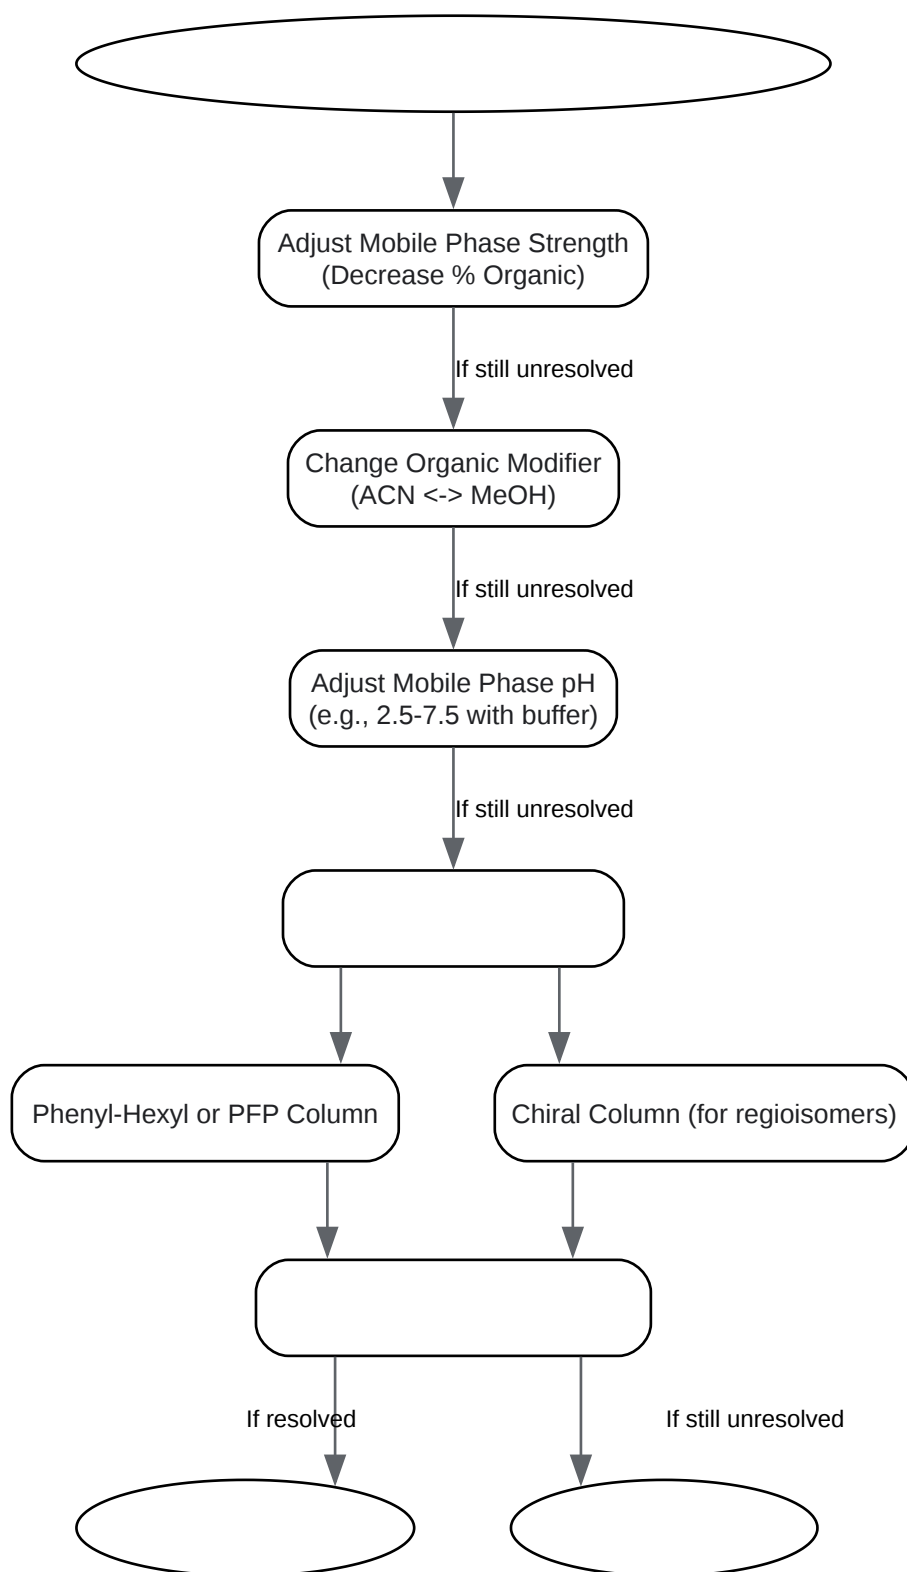 Adjust Mobile Phase Strength
(Decrease % Organic)
If still unresolved
Change Organic Modifier
(ACN <-> MeOH)
If still unresolved
Adjust Mobile Phase pH
(e.g., 2.5-7.5 with buffer)
If still unresolved
Phenyl-Hexyl or PFP Column
Chiral Column (for regioisomers)
If resolved
If still unresolved